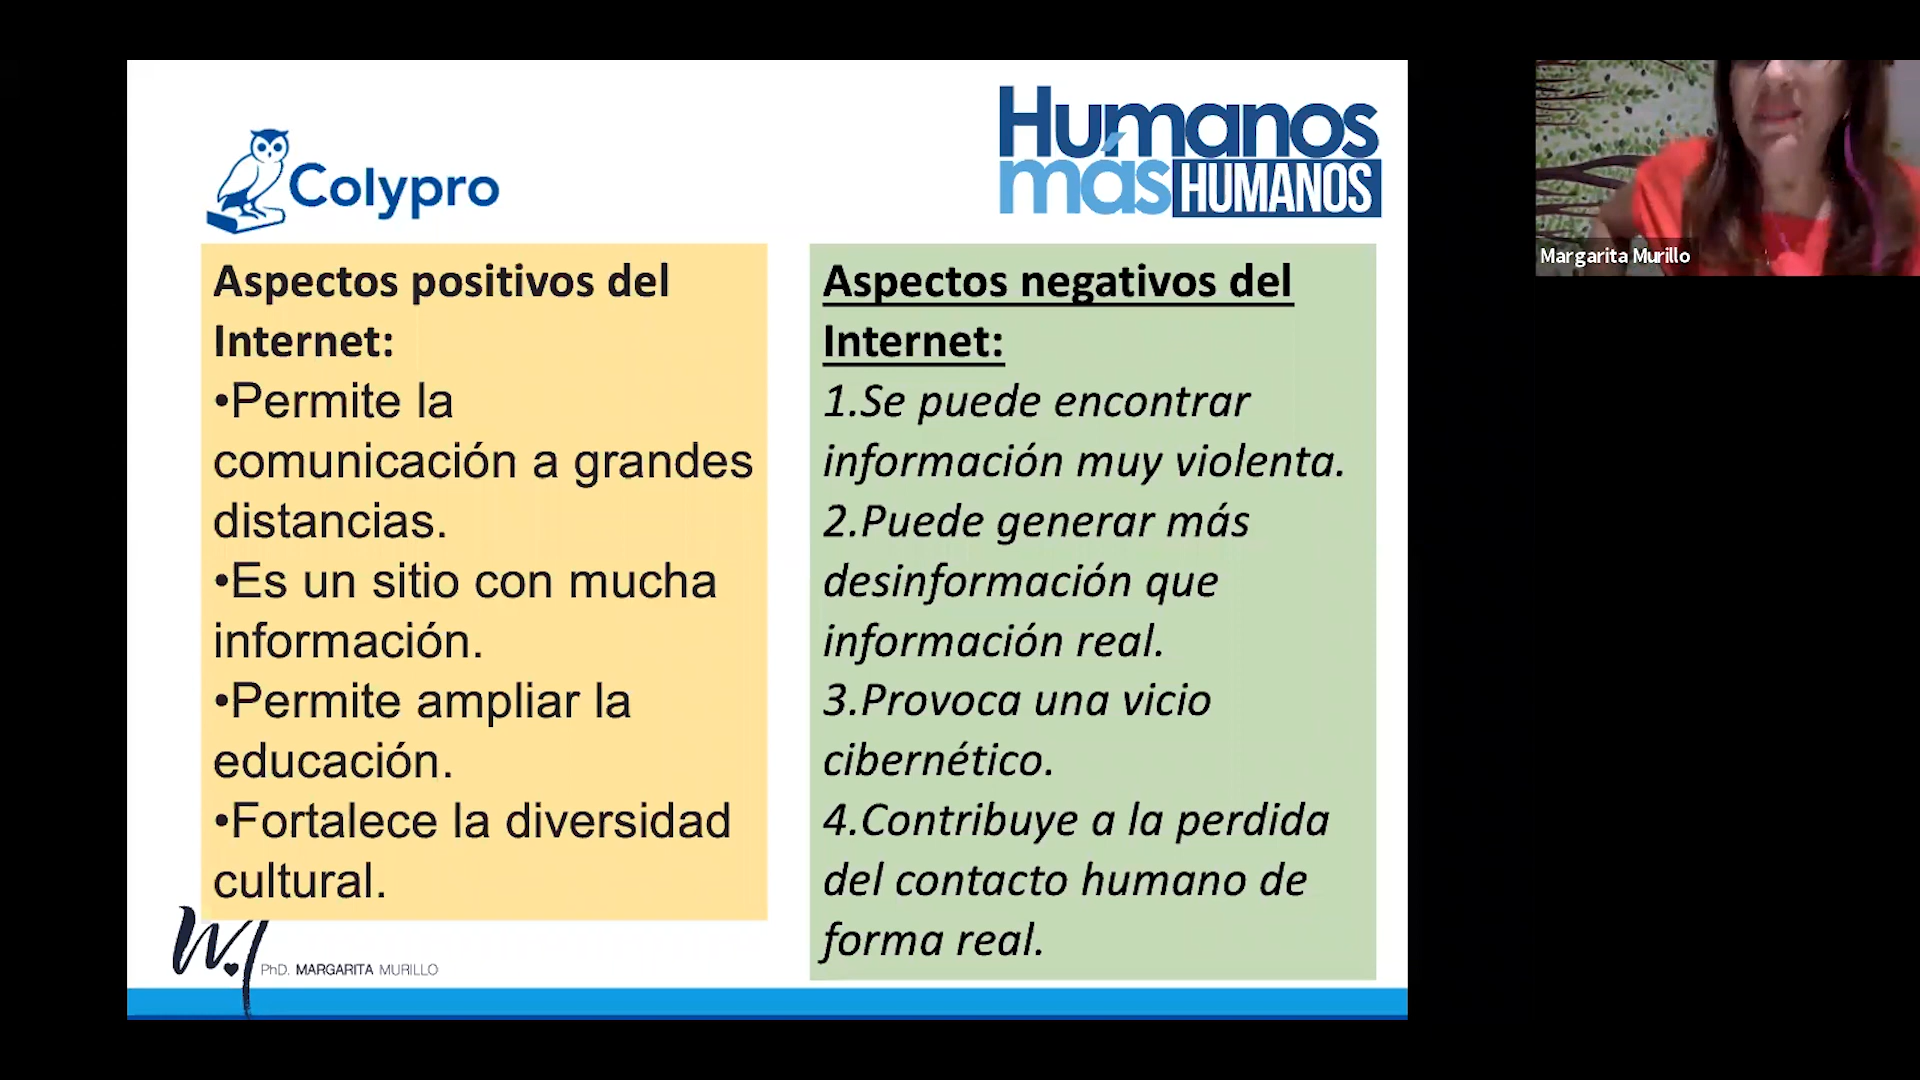 Colypro
Humanos
más HUMANOS
Aspectos positivos del
Internet:
•Permite la
comunicación a grandes
distancias.
•Es un sitio con mucha
información.
•Permite ampliar la
educación.
•Fortalece la diversidad
cultural.
Aspectos negativos del
Internet:
1.Se puede encontrar
información muy violenta.
2.Puede generar más
desinformación que
información real.
3.Provoca una vicio
cibernético.
4.Contribuye a la perdida
del contacto humano de
forma real.
PhD. MARGARITA MURILLO
Margarita Murillo